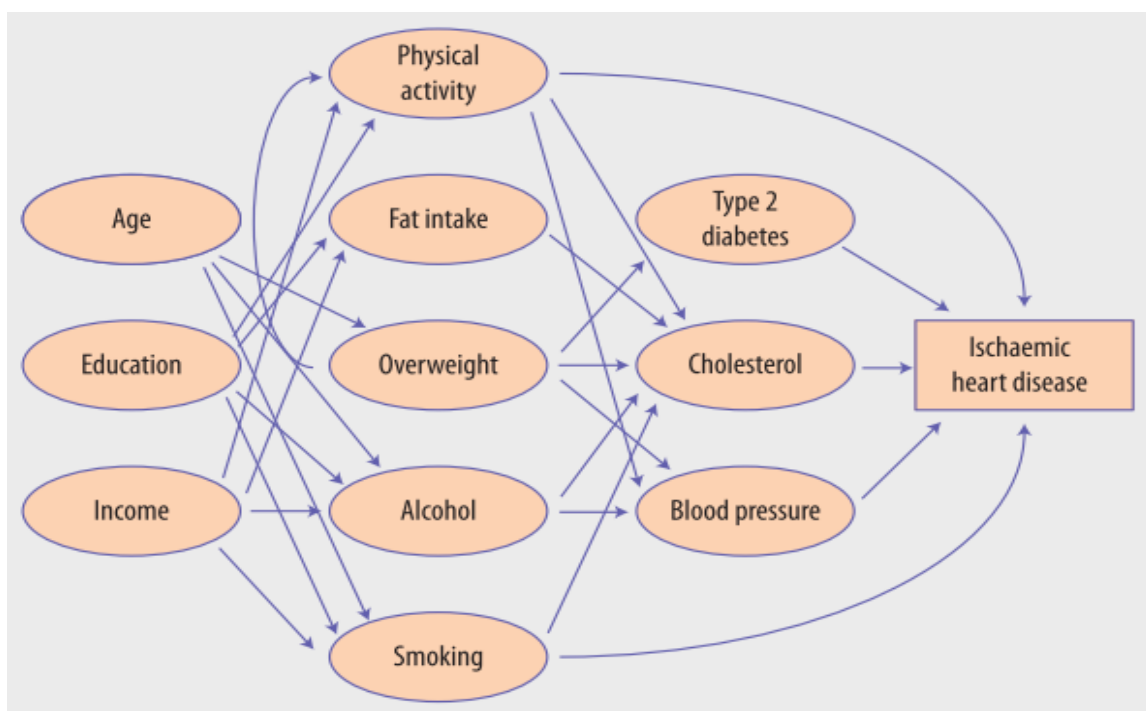 Physical
activity
Age
Fat intake
Type 2
diabetes
Education
Overweight
Cholesterol
Ischaemic
heart disease
Income
Alcohol
Blood pressure
Smoking